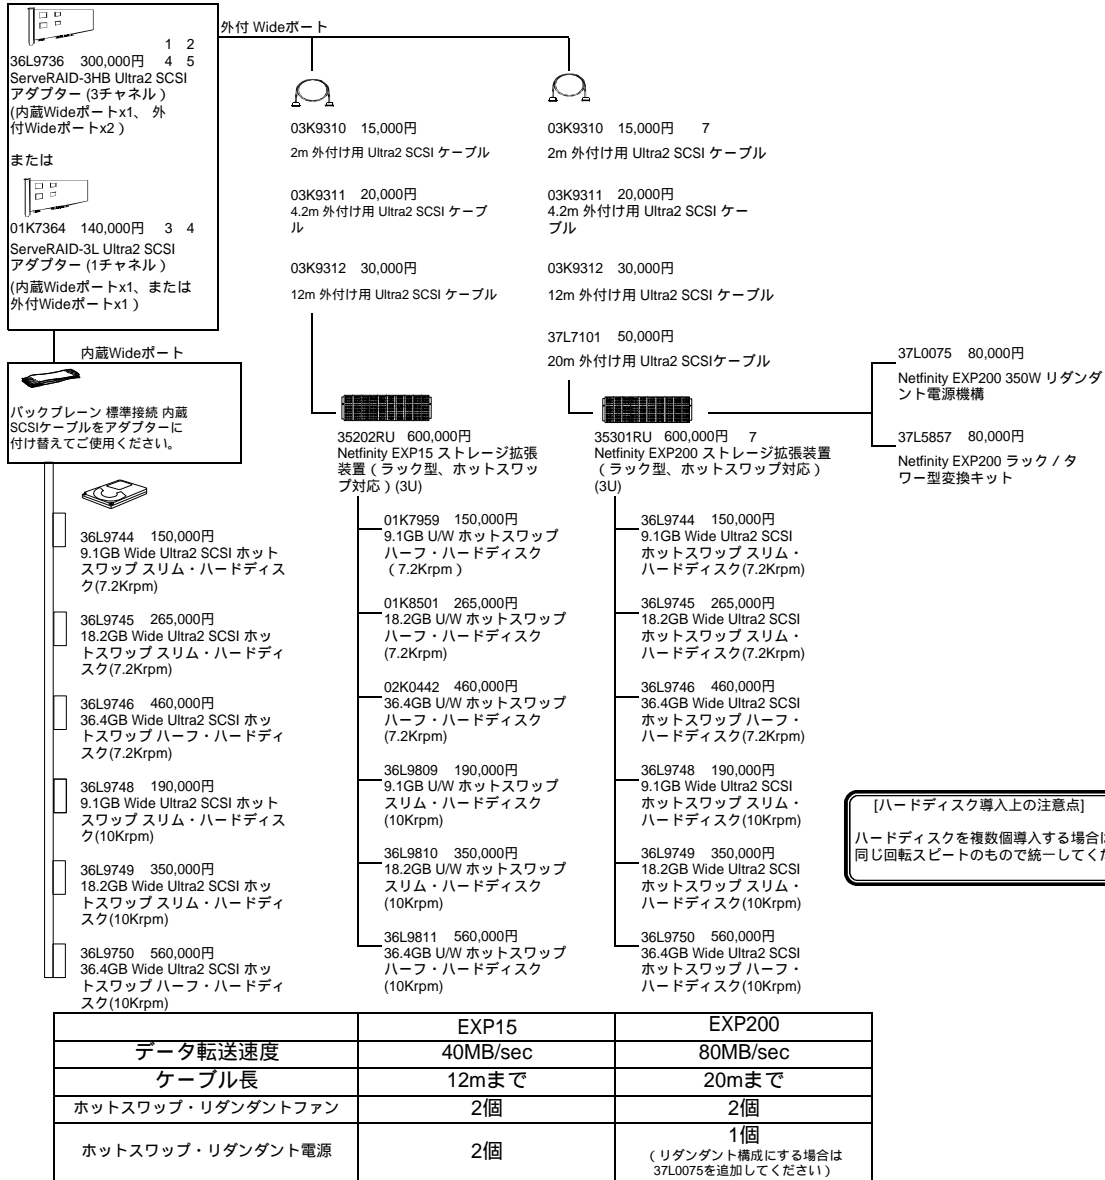 外付 Wideポート
1 2
36L9736 300,000円 4 5
ServeRAID-3HB Ultra2 SCSI
アダプター (3チャネル )
(内蔵Wideポートx1、 外
付Wideポートx2 )
または
01K7364 140,000円 3 4
ServeRAID-3L Ultra2 SCSI
アダプター (1チャネル )
(内蔵Wideポートx1、または
外付Wideポートx1 )
内蔵Wideポート
バックプレーン 標準接続 内蔵
SCSIケーブルをアダプターに
付け替えてご使用ください。
36L9744 150,000円
9.1GB Wide Ultra2 SCSI ホット
スワップ スリム・ハードディス
ク(7.2Krpm)
36L9745 265,000円
18.2GB Wide Ultra2 SCSI ホッ
トスワップ スリム・ハードディ
スク(7.2Krpm)
36L9746 460,000円
36.4GB Wide Ultra2 SCSI ホッ
トスワップ ハーフ・ハードディ
スク(7.2Krpm)
36L9748 190,000円
9.1GB Wide Ultra2 SCSI ホット
スワップ スリム・ハードディス
ク(10Krpm)
36L9749 350,000円
18.2GB Wide Ultra2 SCSI ホッ
トスワップ スリム・ハードディ
スク(10Krpm)
36L9750 560,000円
36.4GB Wide Ultra2 SCSI ホッ
トスワップ ハーフ・ハードディ
スク(10Krpm)
03K9310 15,000円
2m 外付け用 Ultra2 SCSI ケーブル
03K9311 20,000円
4.2m 外付け用 Ultra2 SCSI ケーブ
ル
03K9312 30,000円
12m 外付け用 Ultra2 SCSI ケーブル
35202RU 600,000円
Netfinity EXP15 ストレージ拡張
装置 ( ラック型、ホットスワッ
プ対応 ) (3U)
01K7959 150,000円
9.1GB U/W ホットスワップ
ハーフ・ハードディスク
( 7.2Krpm )
01K8501 265,000円
18.2GB U/W ホットスワップ
ハーフ・ハードディスク
(7.2Krpm)
02K0442 460,000円
36.4GB U/W ホットスワップ
ハーフ・ハードディスク
(7.2Krpm)
36L9809 190,000円
9.1GB U/W ホットスワップ
スリム・ハードディスク
(10Krpm)
36L9810 350,000円
18.2GB U/W ホットスワップ
スリム・ハードディスク
(10Krpm)
36L9811 560,000円
36.4GB U/W ホットスワップ
ハーフ・ハードディスク
(10Krpm)
03K9310 15,000円 7
2m 外付け用 Ultra2 SCSI ケーブル
03K9311 20,000円
4.2m 外付け用 Ultra2 SCSI ケー
ブル
03K9312 30,000円
12m 外付け用 Ultra2 SCSI ケーブル
37L7101 50,000円
20m 外付け用 Ultra2 SCSIケーブル
35301RU 600,000円 7
Netfinity EXP200 ストレージ拡張装置
( ラック型、ホットスワップ対応 )
(3U)
36L9744 150,000円
9.1GB Wide Ultra2 SCSI
ホットスワップ スリム・
ハードディスク(7.2Krpm)
36L9745 265,000円
18.2GB Wide Ultra2 SCSI
ホットスワップ スリム・
ハードディスク(7.2Krpm)
36L9746 460,000円
36.4GB Wide Ultra2 SCSI
ホットスワップ ハーフ・
ハードディスク(7.2Krpm)
36L9748 190,000円
9.1GB Wide Ultra2 SCSI
ホットスワップ スリム・
ハードディスク(10Krpm)
36L9749 350,000円
18.2GB Wide Ultra2 SCSI
ホットスワップ スリム・
ハードディスク(10Krpm)
36L9750 560,000円
36.4GB Wide Ultra2 SCSI
ホットスワップ ハーフ・
ハードディスク(10Krpm)
37L0075 80,000円
Netfinity EXP200 350W リダンダ
ント電源機構
37L5857 80,000円
Netfinity EXP200 ラック / タ
ワー型変換キット
[ハードディスク導入上の注意点]
ハードディスクを複数個導入する場合
同じ回転スピートのもので統一してくだ
EXP15 EXP200
データ転送速度 40MB/sec 80MB/sec
ケーブル長 12mまで 20mまで
ホットスワップ・リダンダントファン 2個 2個
ホットスワップ・リダンダント電源 2個 1個
( リダンダント構成にする場合は
37L0075を追加してください )